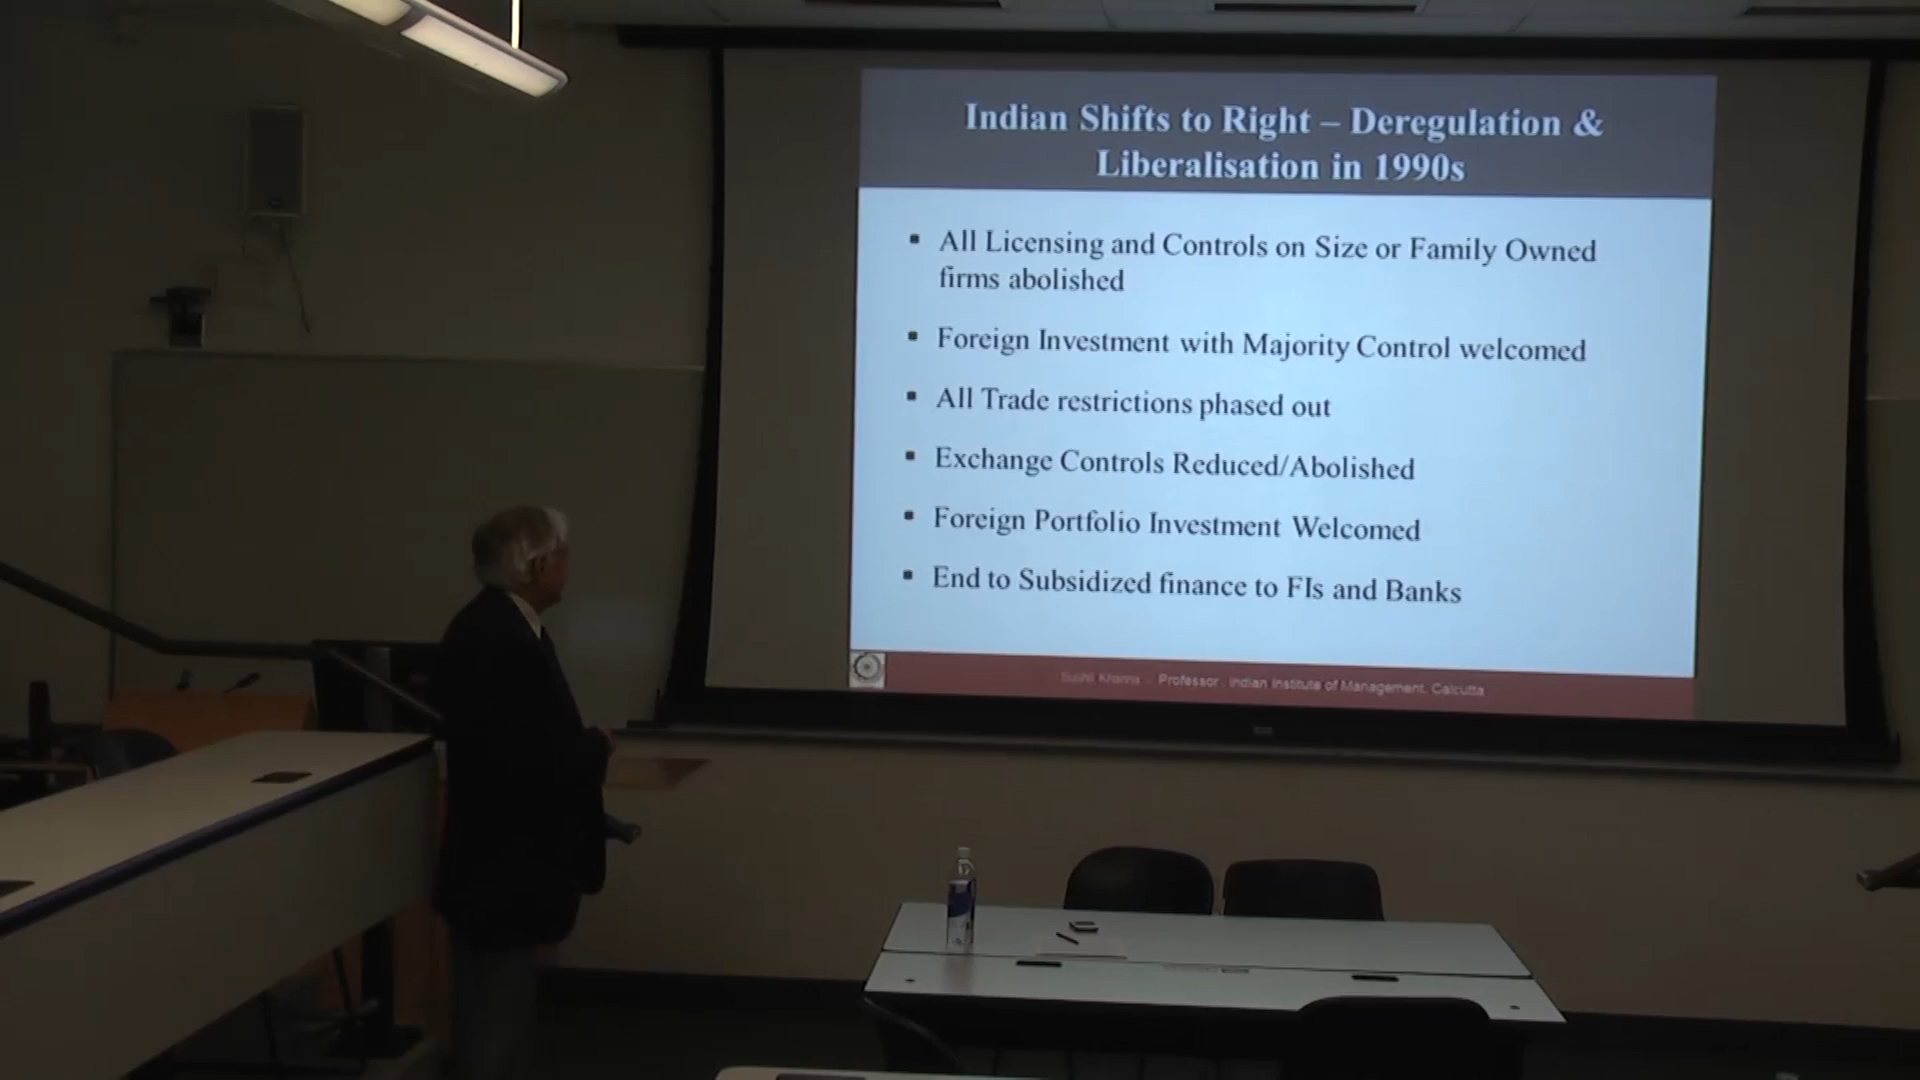 Indian Shifts to Right – Deregulation &
Liberalisation in 1990s
▪ All Licensing and Controls on Size or Family Owned
firms abolished
▪ Foreign Investment with Majority Control welcomed
▪ All Trade restrictions phased out
▪ Exchange Controls Reduced/Abolished
▪ Foreign Portfolio Investment Welcomed
▪ End to Subsidized finance to FIs and Banks
Sushil Khanna - Professor, Indian Institute of Management, Calcutta